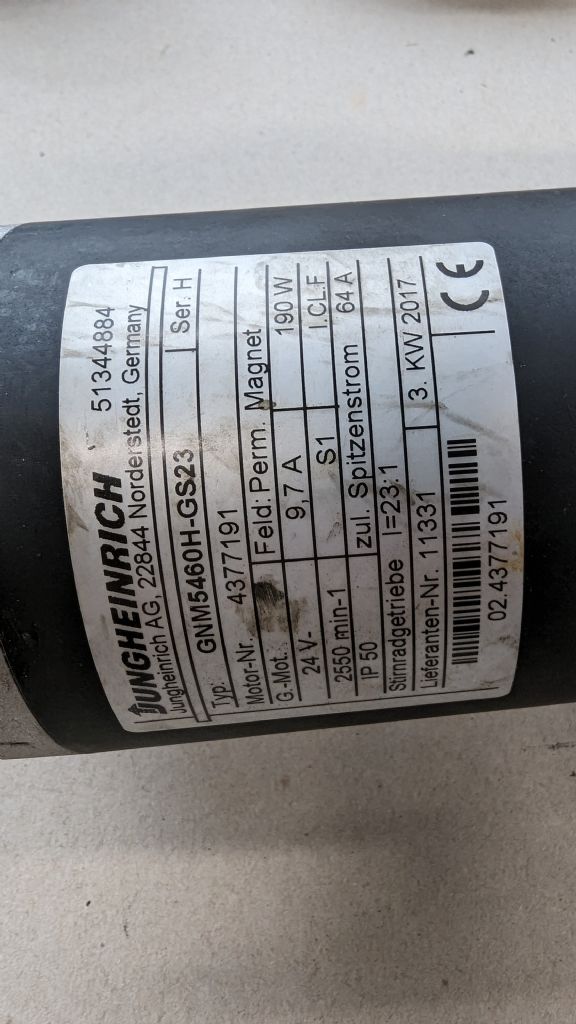 JUNGHEINRICH 51344884
Jungheinrich AG, 22844 Norderstedt, Germany
Typ: GNM5460H-GS23 Ser. H
Motor-Nr. 4377191
G.-Mot. Feld: Perm. Magnet
24 V- 9,7 A 190 W
2550 min-1 S1 I.CL.F
IP 50 zul. Spitzenstrom 64 A
Stirnradgetriebe I=23:1
Lieferanten-Nr. 11331 3. KW 2017
02.4377191 CE